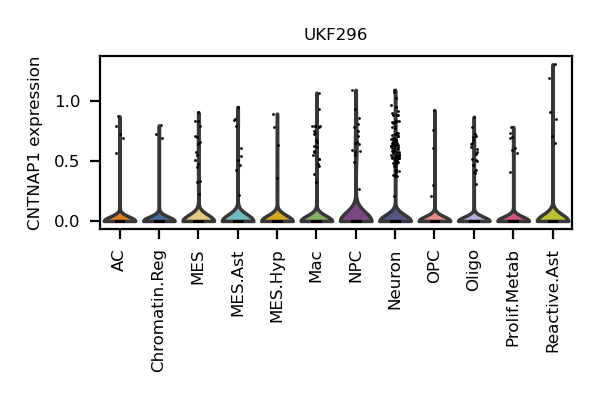 UKF296
CNTNAP1 expression
1.0
0.5
0.0
AC
Chromatin.Reg
MES
MES.Ast
MES.Hyp
Mac
NPC
Neuron
OPC
Oligo
Prolif.Metab
Reactive.Ast